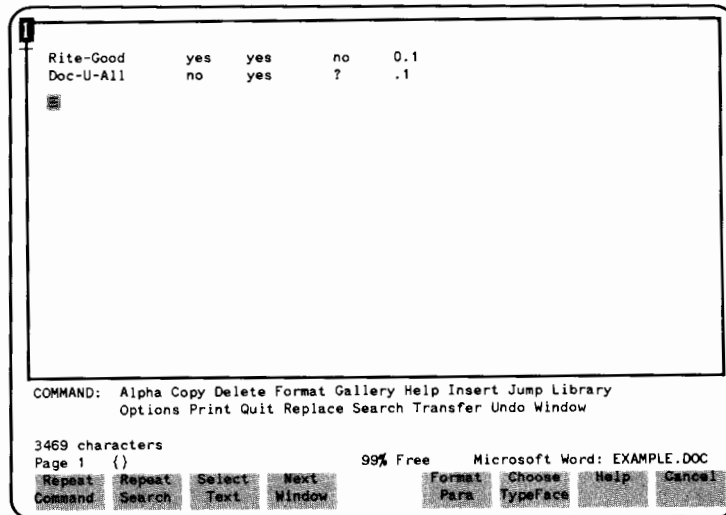 1
Rite-Good yes yes no 0.1
Doc-U-All no yes ? .1
COMMAND: Alpha Copy Delete Format Gallery Help Insert Jump Library
Options Print Quit Replace Search Transfer Undo Window
3469 characters
Page 1 {} 99% Free Microsoft Word: EXAMPLE.DOC
Repeat Repeat Select Next Format Choose Help Cancel
Command Search Text Window Para TypeFace